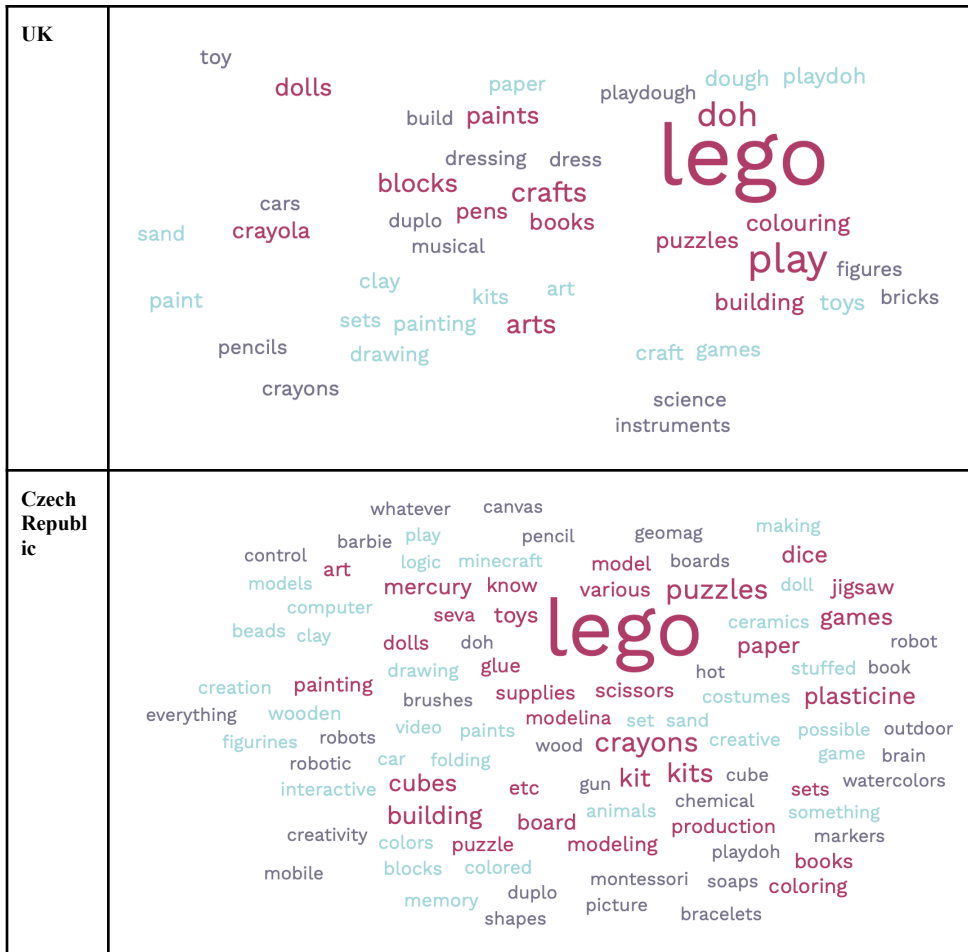 UK
toy
dolls
paper
dough playdoh
playdough
doh
build paints
lego
dressing dress
blocks
crafts
cars
duplo pens books
sand crayola
musical
colouring
puzzles
play figures
clay
kits art
paint
building toys bricks
sets painting arts
pencils
drawing
craft games
crayons
science
instruments
Czech
Republ
ic
whatever canvas
making
barbie play pencil geomag
control
art logic minecraft model boards dice
models
mercury know various puzzles doll jigsaw
computer
seva toys lego ceramics games
beads clay
dolls doh paper robot
drawing glue hot stuffed book
creation painting
brushes supplies scissors costumes plasticine
everything wooden
modelina set sand
figurines robots video paints wood crayons creative possible outdoor
robotic car folding game brain
interactive cubes etc gun kit kits cube sets watercolors
building board animals chemical something
creativity
colors puzzle modeling production markers
playdoh
mobile blocks colored books
montessori soaps coloring
memory duplo
shapes picture bracelets